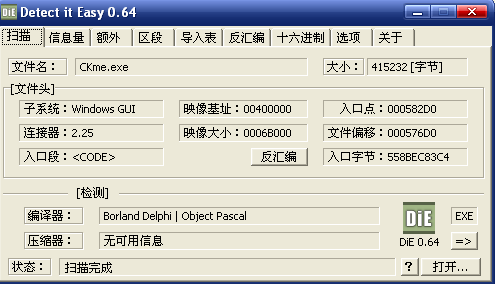 Detect it Easy 0.64
扫描 信息量 额外 区段 导入表 反汇编 十六进制 选项 关于
文件名： CKme.exe 大小： 415232 [字节]
[文件头]
子系统：Windows GUI 映像基址：00400000 入口点：000582D0
连接器：2.25 映像大小：0006B000 文件偏移：000576D0
入口段：<CODE> 反汇编 入口字节：558BEC83C4
[检测]
编译器： Borland Delphi | Object Pascal DiE EXE
压缩器： 无可用信息 DiE 0.64 =>
状态： 扫描完成 ? 打开...